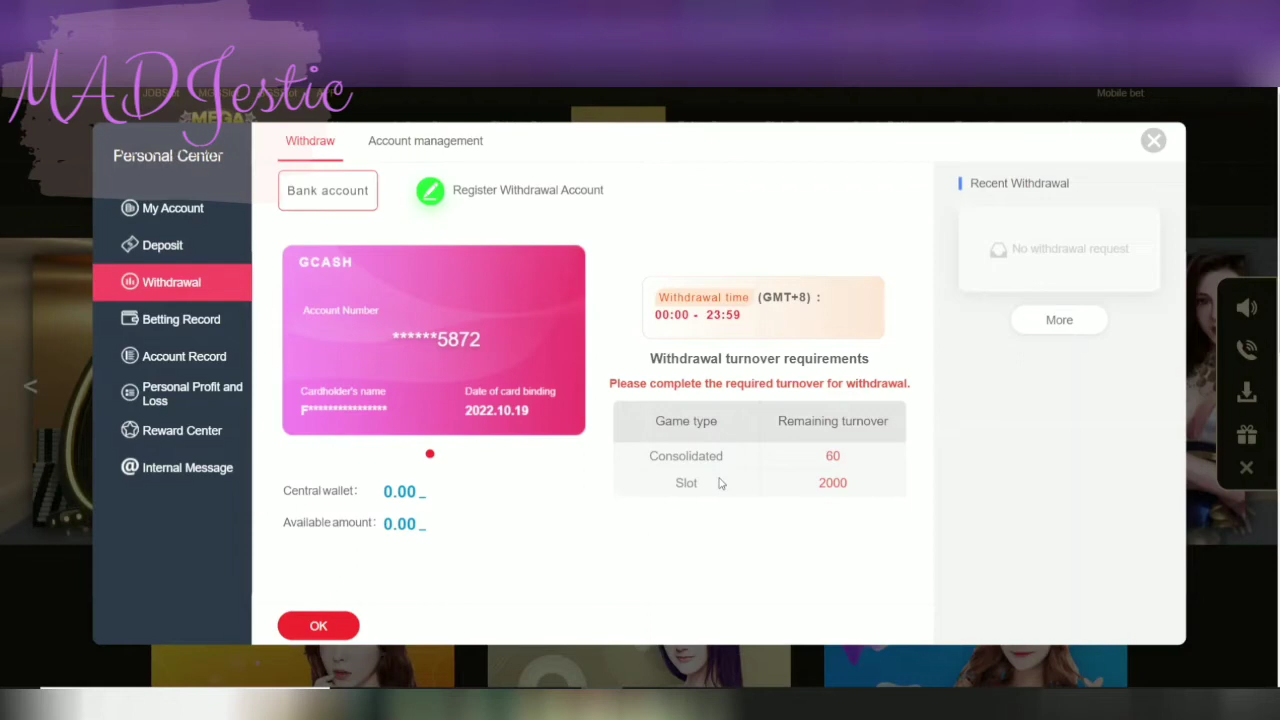 MADJestic
JDBSlot
MEGA
Mobile bet
Personal Center
My Account
Deposit
Withdrawal
Betting Record
Account Record
Personal Profit and
Loss
Reward Center
Internal Message
Withdraw
Account management
Bank account
Register Withdrawal Account
GCASH
Account Number
******5872
Cardholder's name
F****************
Date of card binding
2022.10.19
Central wallet:
0.00 _
Available amount:
0.00 _
OK
Withdrawal time (GMT+8) :
00:00 - 23:59
Withdrawal turnover requirements
Please complete the required turnover for withdrawal.
Game type
Remaining turnover
Consolidated
60
Slot
2000
Recent Withdrawal
No withdrawal request
More